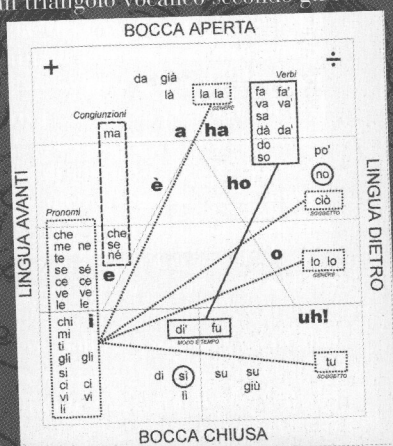 un triangolo vocalico secondo
BOCCA APERTA
+
÷
da già
là
la la
GENERE
Verbi
fa fa'
va va'
sa
dà da'
do
so
Congiunzioni
ma
che
se
né
a
ha
è
ho
e
o
i
uh!
po'
no
ciò
SOGGETTO
lo lo
GENERE
tu
SOGGETTO
LINGUA AVANTI
LINGUA DIETRO
Pronomi
che
me ne
te
se sé
ce ce
ve ve
le le
chi
mi
ti
gli gli
si
ci ci
vi vi
li
di' fu
MODO E TEMPO
di sì su su
lì giù
BOCCA CHIUSA